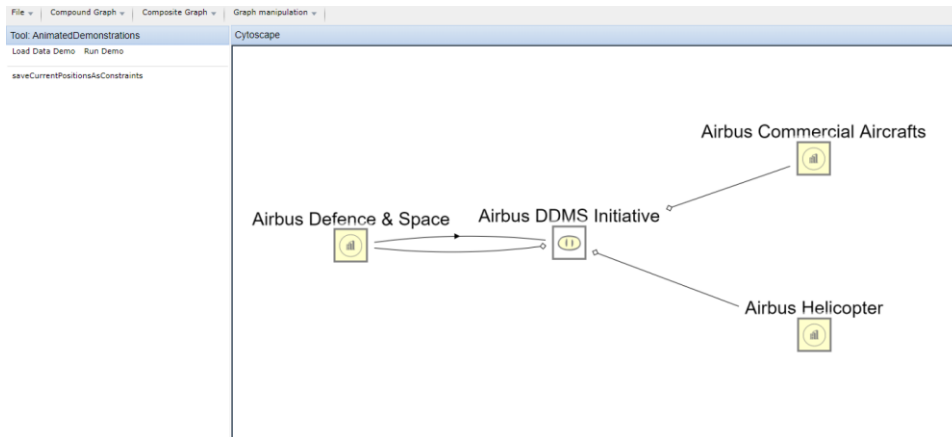 File Compound Graph Composite Graph Graph manipulation
Tool: AnimatedDemonstrations
Load Data Demo Run Demo
saveCurrentPositionsAsConstraints
Cytoscape
Airbus Commercial Aircrafts
Airbus Defence & Space
Airbus DDMS Initiative
Airbus Helicopter